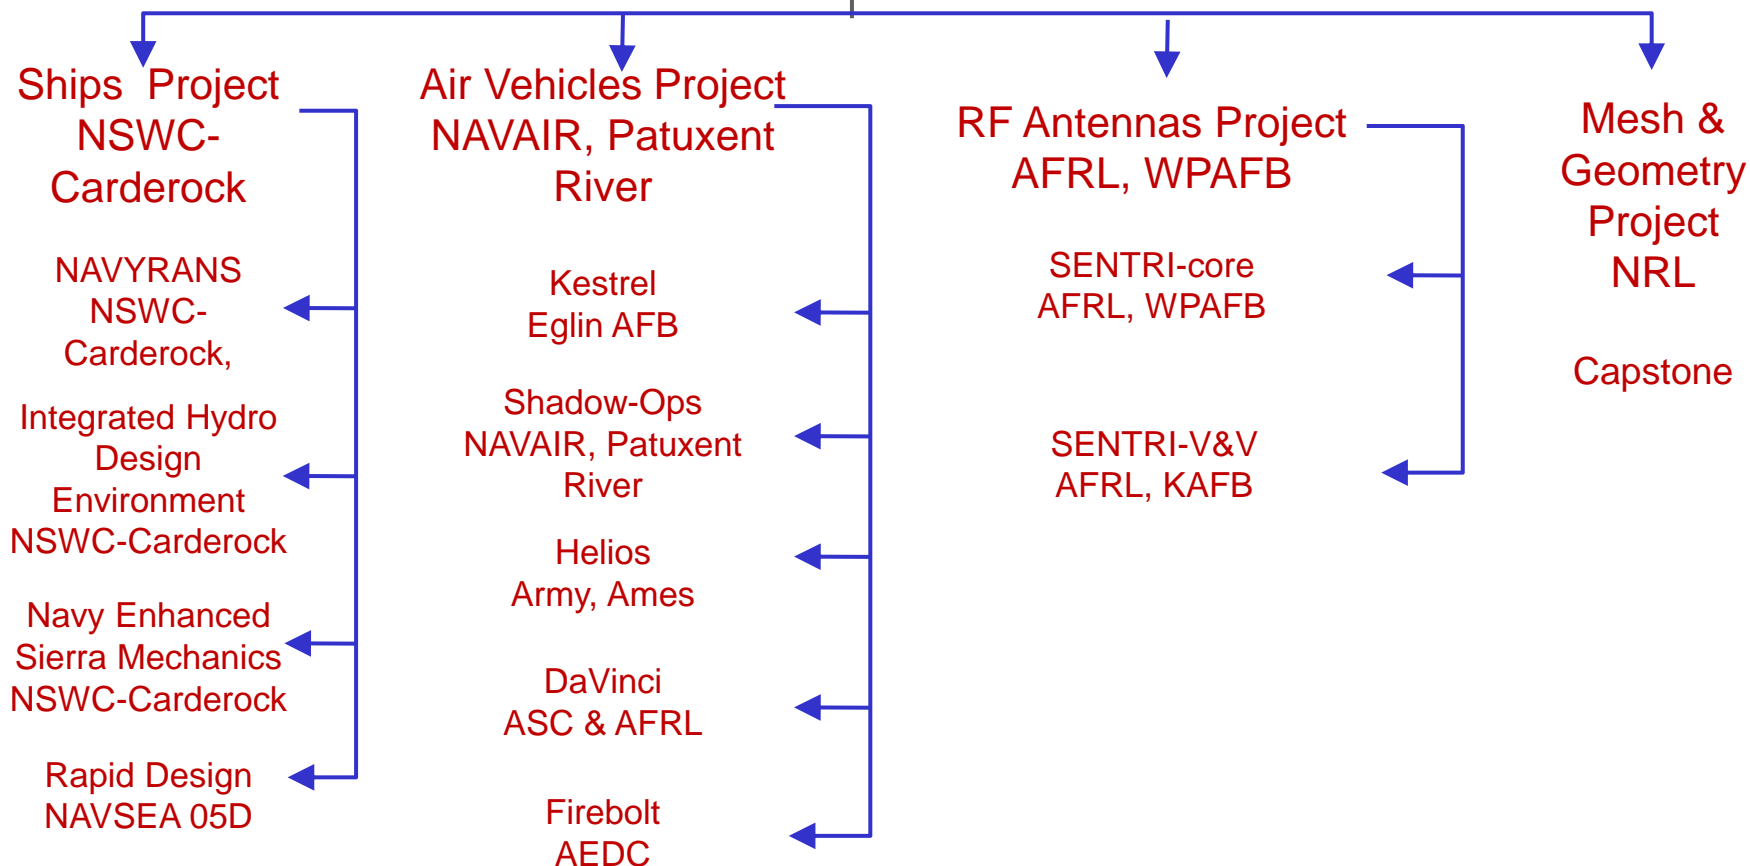 Ships Project
NSWC-
Carderock
NAVYRANS
NSWC-
Carderock,
Integrated Hydro
Design
Environment
NSWC-Carderock
Navy Enhanced
Sierra Mechanics
NSWC-Carderock
Rapid Design
NAVSEA 05D
Air Vehicles Project
NAVAIR, Patuxent
River
Kestrel
Eglin AFB
Shadow-Ops
NAVAIR, Patuxent
River
Helios
Army, Ames
DaVinci
ASC & AFRL
Firebolt
AEDC
RF Antennas Project
AFRL, WPAFB
SENTRI-core
AFRL, WPAFB
SENTRI-V&V
AFRL, KAFB
Mesh &
Geometry
Project
NRL
Capstone